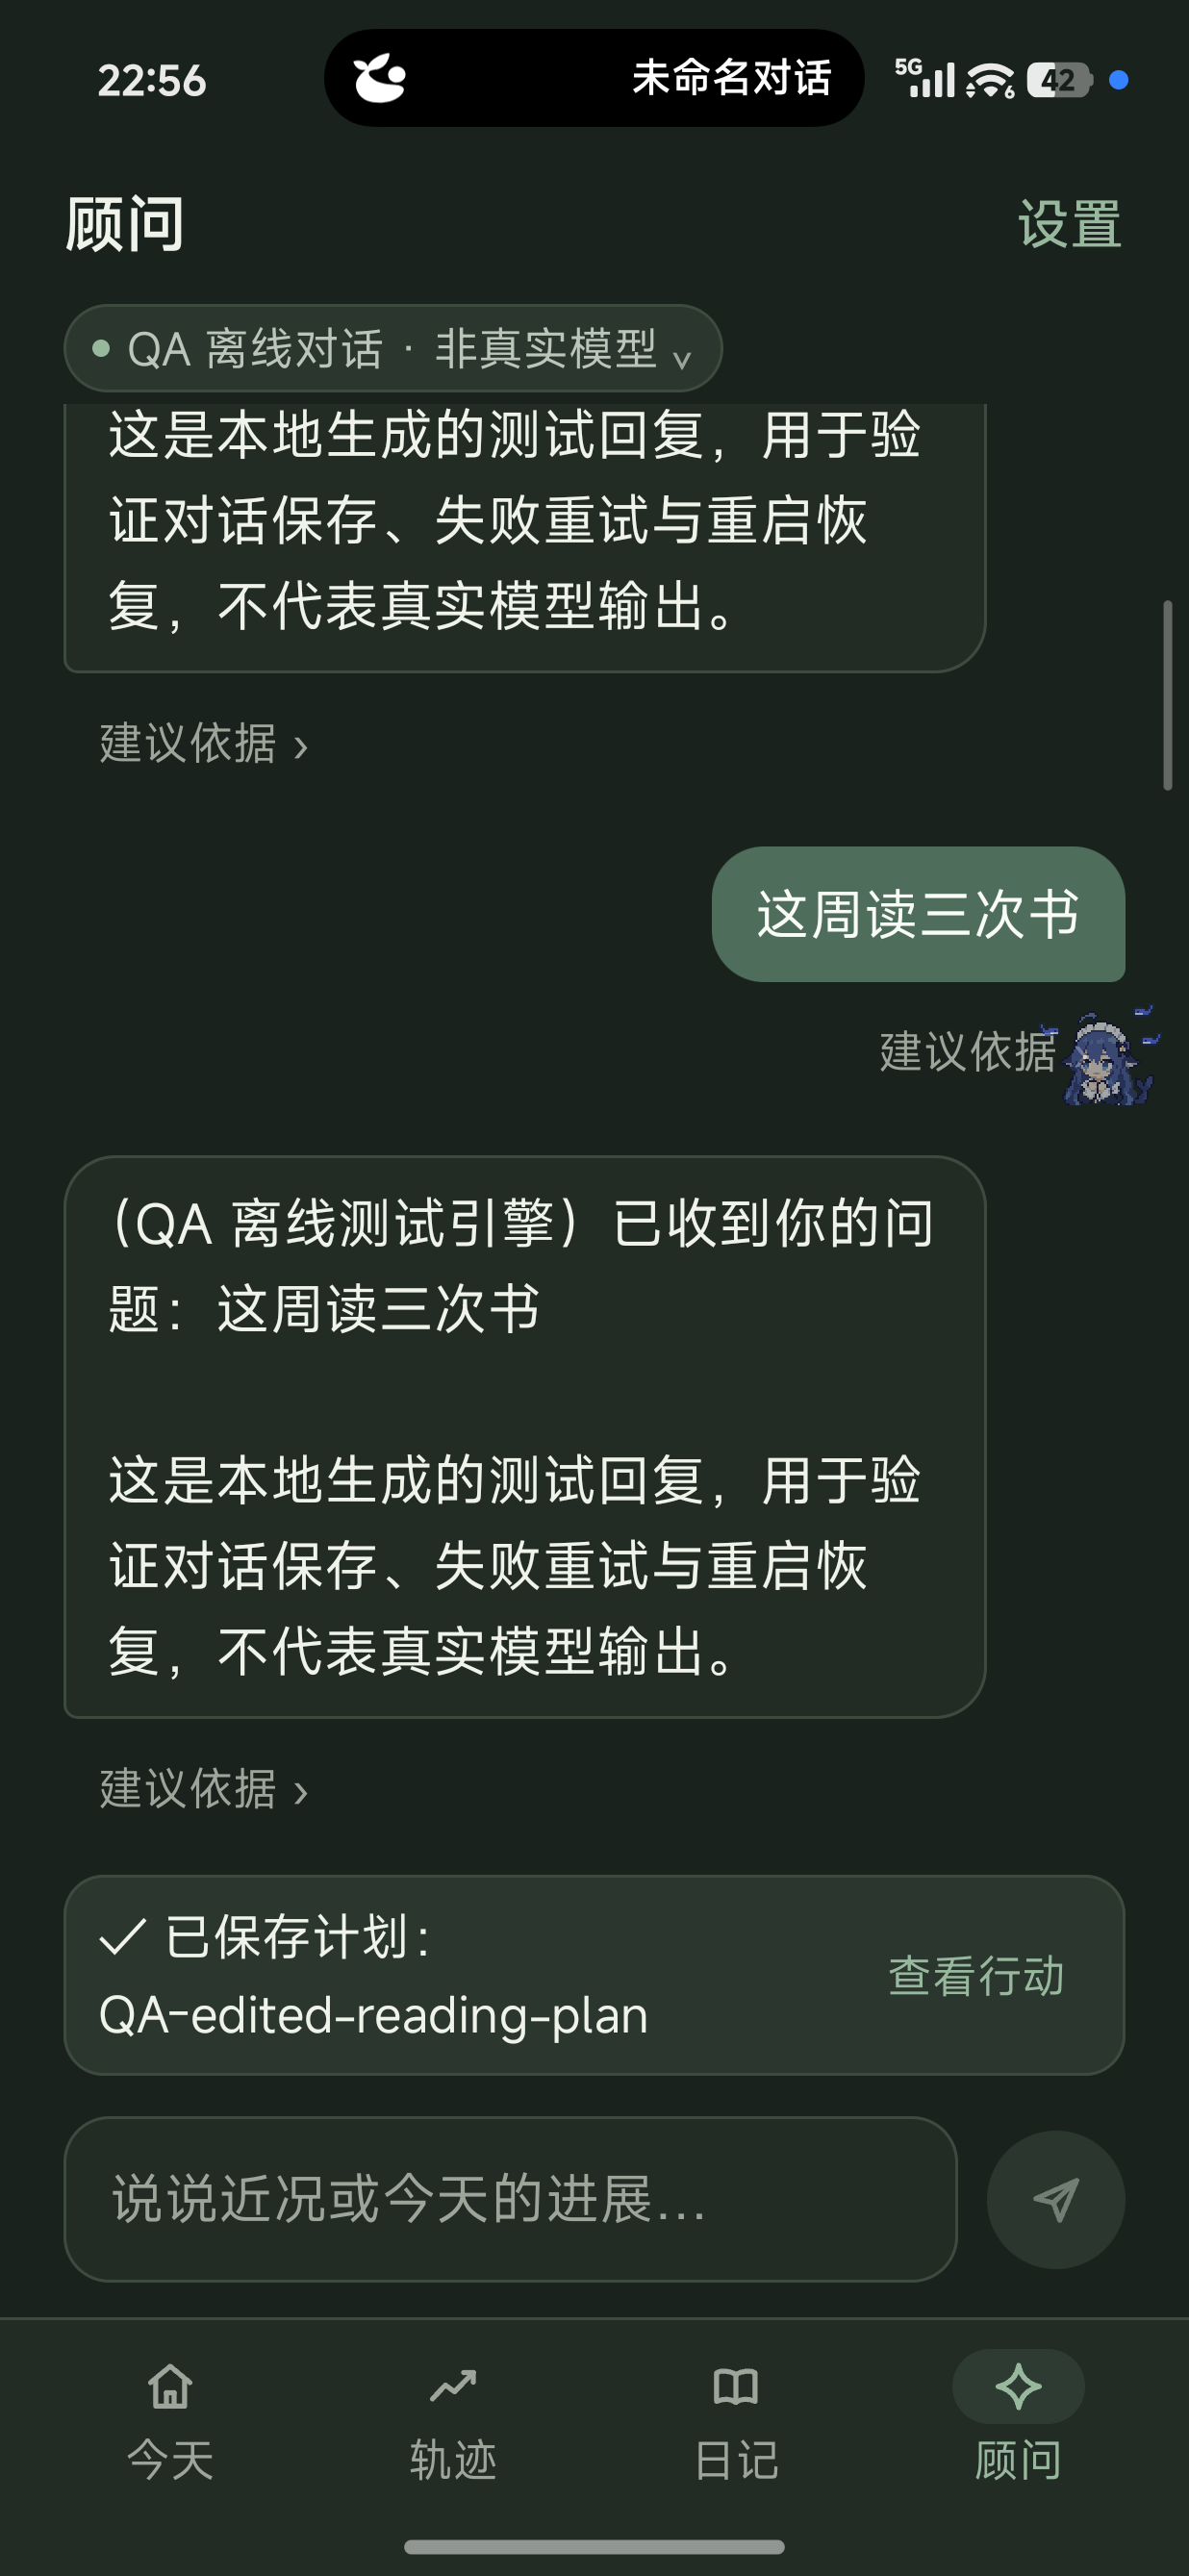 22:56
未命名对话
5G
6
42
顾问
设置
QA 离线对话 · 非真实模型
这是本地生成的测试回复，用于验
证对话保存、失败重试与重启恢
复，不代表真实模型输出。
建议依据 ›
这周读三次书
建议依据
（QA 离线测试引擎）已收到你的问
题：这周读三次书
这是本地生成的测试回复，用于验
证对话保存、失败重试与重启恢
复，不代表真实模型输出。
建议依据 ›
✓ 已保存计划：
QA-edited-reading-plan
查看行动
说说近况或今天的进展...
今天
轨迹
日记
顾问